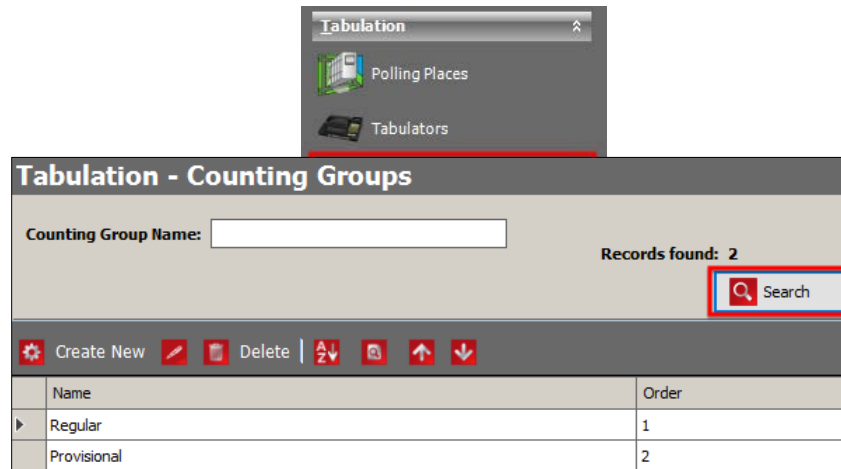 Tabulation
Polling Places
Tabulators
Tabulation - Counting Groups
Counting Group Name:
Records found: 2
Search
Create New Delete
Name Order
Regular 1
Provisional 2